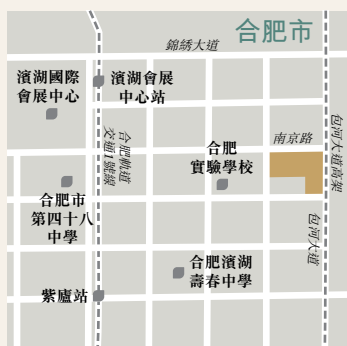 合肥市
錦綉大道
濱湖國際
會展中心
濱湖會展
中心站
合肥軌道
交通1號線
合肥
實驗學校
南京路
包河大道高架
合肥市
第四十八
中學
包河大道
合肥濱湖
壽春中學
紫廬站